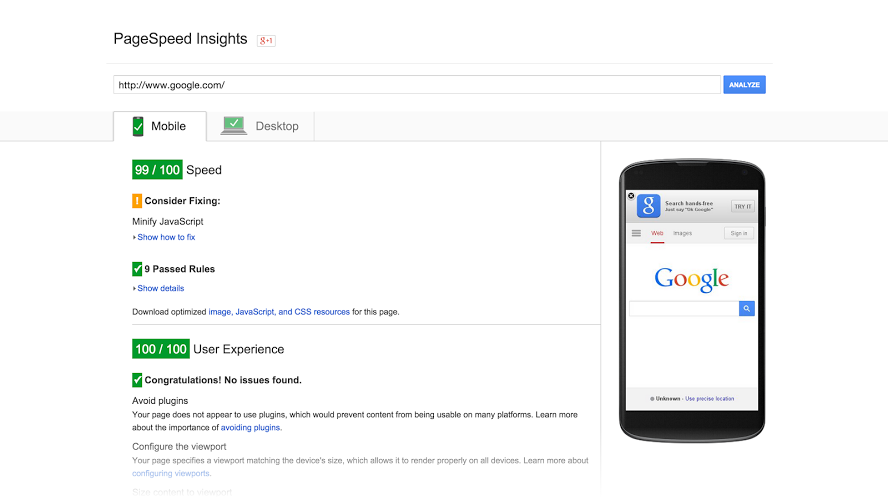 PageSpeed Insights
g+1
http://www.google.com/
ANALYZE
Mobile
Desktop
99 / 100 Speed
! Consider Fixing:
Minify JavaScript
Show how to fix
9 Passed Rules
Show details
Download optimized image, JavaScript, and CSS resources for this page.
100 / 100 User Experience
Congratulations! No issues found.
Avoid plugins
Your page does not appear to use plugins, which would prevent content from being usable on many platforms. Learn more
about the importance of avoiding plugins.
Configure the viewport
Your page specifies a viewport matching the device's size, which allows it to render properly on all devices. Learn more about
configuring viewports.
Size content to viewport
g
Search hands-free
Just say "Ok Google"
TRY IT
Web
Images
Sign in
Google
Unknown - Use precise location